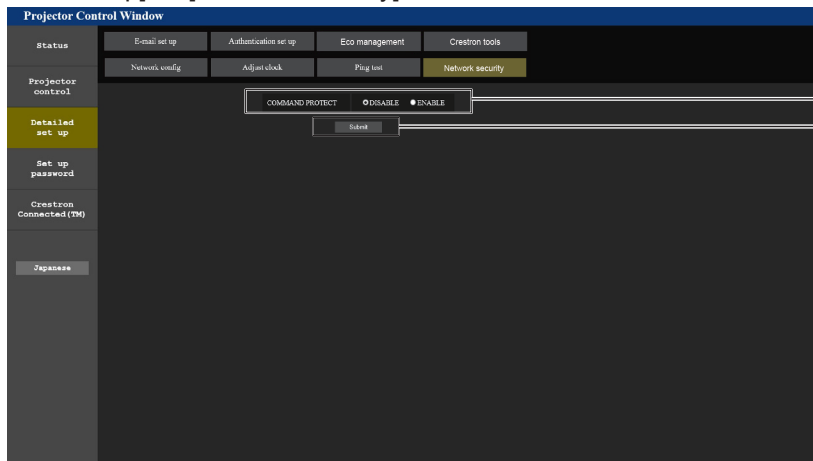 Projector Control Window
Status
E-mail set up
Authentication set up
Eco management
Crestron tools
Network config
Adjust clock
Ping test
Network security
Projector
control
COMMAND PROTECT
DISABLE
ENABLE
Submit
Detailed
set up
Set up
password
Crestron
Connected(TM)
Japanese